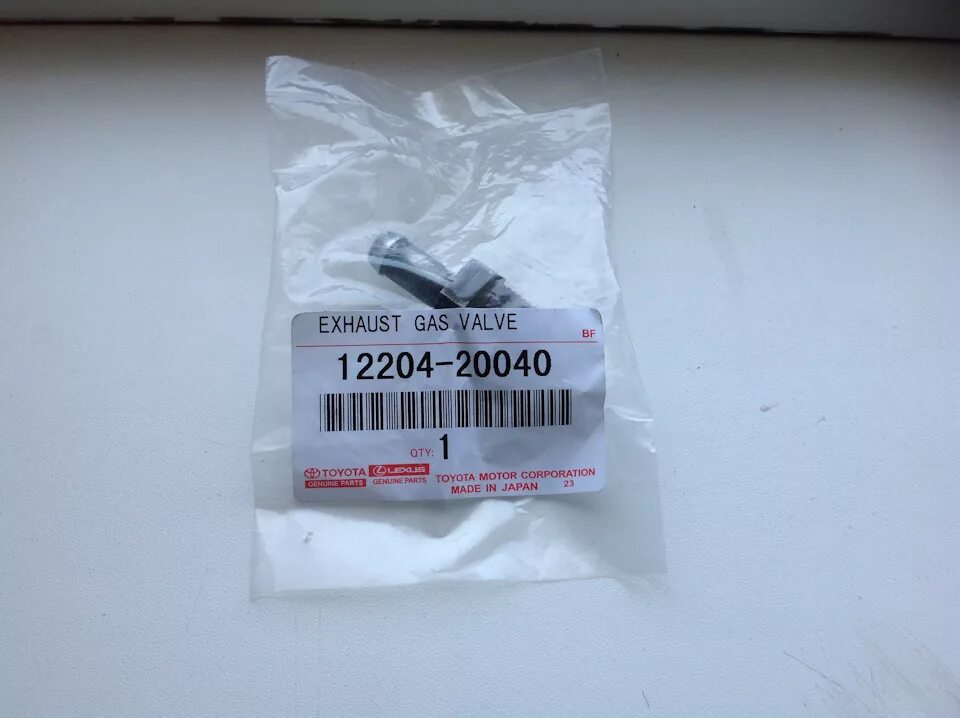 EXHAUST GAS VALVE
BF
12204-20040
QTY: 1
TOYOTA LEXUS
GENUINE PARTS GENUINE PARTS
TOYOTA MOTOR CORPORATION
MADE IN JAPAN 23